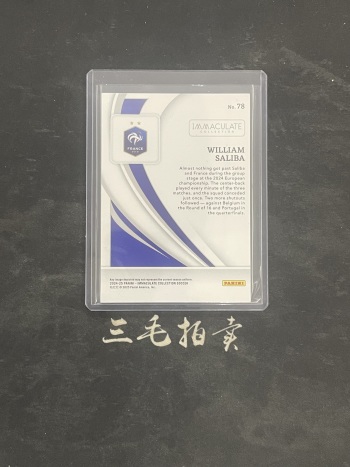 No. 78
IMMACULATE
COLLECTION
FRANCE
WILLIAM
SALIBA
Almost nothing got past Saliba
and France during the group
stage at the 2024 European
championship. The center-back
played every minute of the three
matches, and the squad conceded
just once. Two more shutouts
followed — against Belgium in
the Round of 16 and Portugal in
the quarterfinals.
PANINI
三毛拍卖